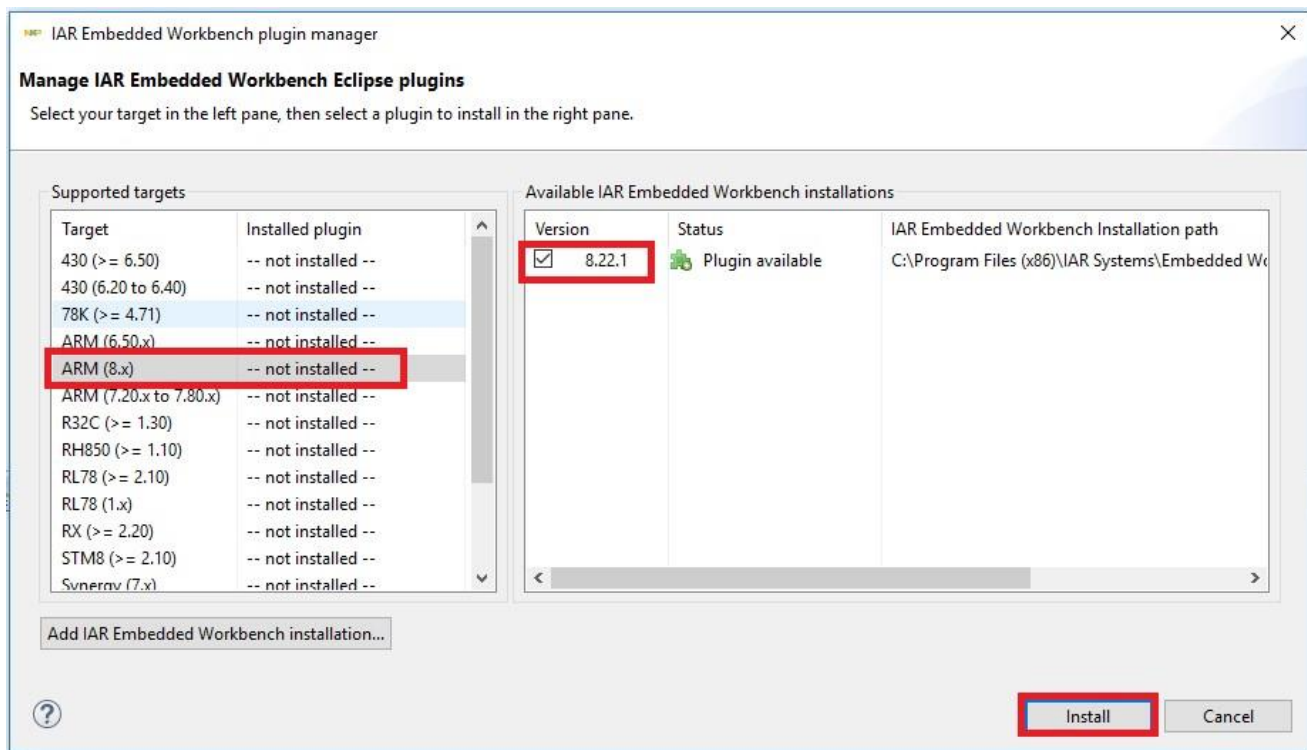 NXP IAR Embedded Workbench plugin manager
Manage IAR Embedded Workbench Eclipse plugins
Select your target in the left pane, then select a plugin to install in the right pane.
Supported targets
Target Installed plugin
430 (>= 6.50) -- not installed --
430 (6.20 to 6.40) -- not installed --
78K (>= 4.71) -- not installed --
ARM (6.50.x) -- not installed --
ARM (8.x) -- not installed --
ARM (7.20.x to 7.80.x) -- not installed --
R32C (>= 1.30) -- not installed --
RH850 (>= 1.10) -- not installed --
RL78 (>= 2.10) -- not installed --
RL78 (1.x) -- not installed --
RX (>= 2.20) -- not installed --
STM8 (>= 2.10) -- not installed --
Synergy (7.x) -- not installed --
Available IAR Embedded Workbench installations
Version Status IAR Embedded Workbench Installation path
8.22.1 Plugin available C:\Program Files (x86)\IAR Systems\Embedded Wo
Add IAR Embedded Workbench installation...
?
Install Cancel